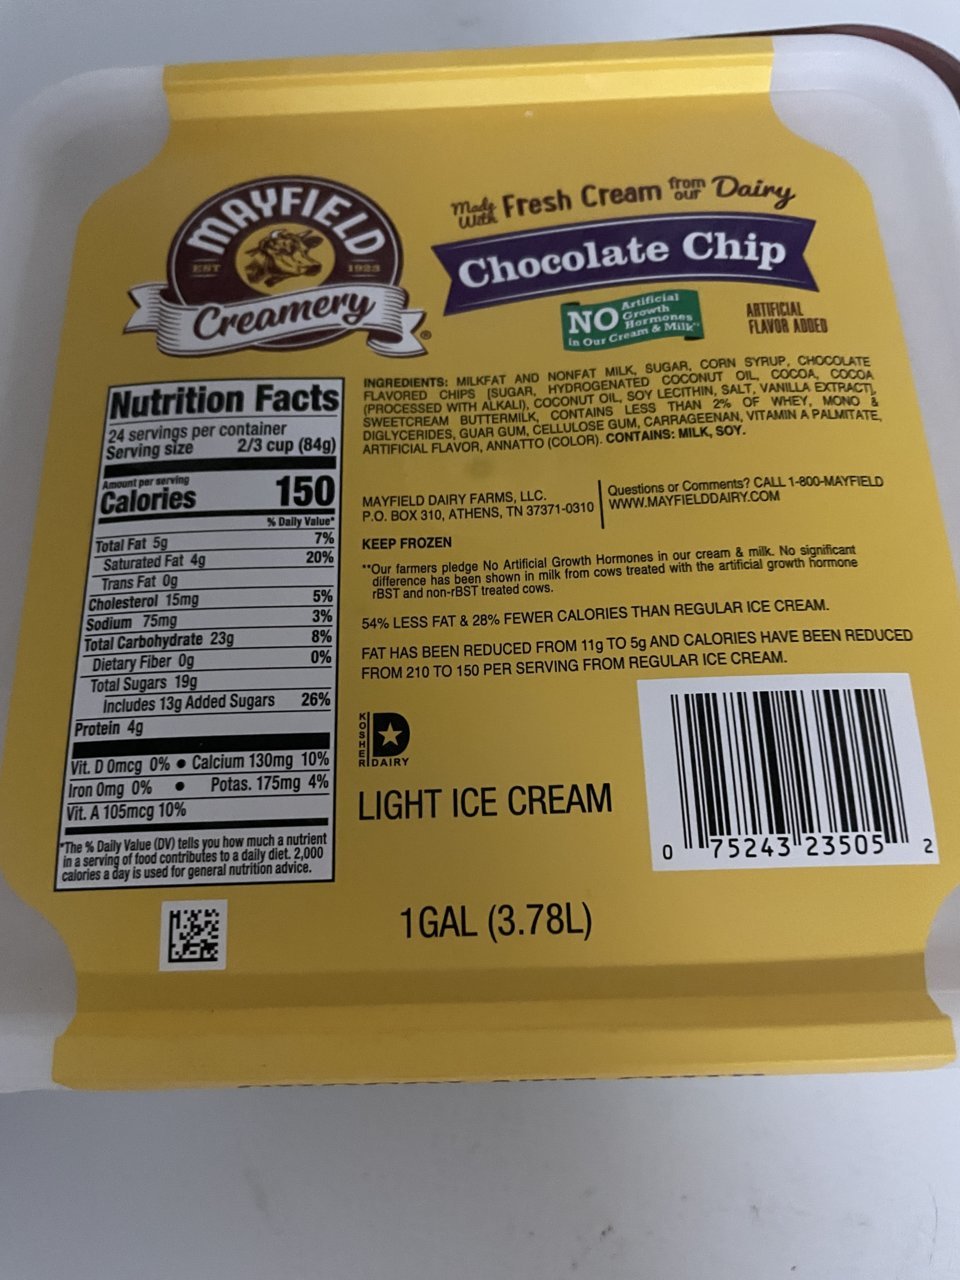 MAYFIELD
EST 1923
Creamery®
Made With Fresh Cream from our Dairy
Chocolate Chip
NO Artificial Growth Hormones
in Our Cream & Milk**
ARTIFICIAL
FLAVOR ADDED
Nutrition Facts
24 servings per container
Serving size 2/3 cup (84g)
Amount per serving
Calories 150
% Daily Value*
Total Fat 5g 7%
Saturated Fat 4g 20%
Trans Fat 0g
Cholesterol 15mg 5%
Sodium 75mg 3%
Total Carbohydrate 23g 8%
Dietary Fiber 0g 0%
Total Sugars 19g
Includes 13g Added Sugars 26%
Protein 4g
Vit. D 0mcg 0% • Calcium 130mg 10%
Iron 0mg 0% • Potas. 175mg 4%
Vit. A 105mcg 10%
*The % Daily Value (DV) tells you how much a nutrient
in a serving of food contributes to a daily diet. 2,000
calories a day is used for general nutrition advice.
INGREDIENTS: MILKFAT AND NONFAT MILK, SUGAR, CORN SYRUP, CHOCOLATE
FLAVORED CHIPS [SUGAR, HYDROGENATED COCONUT OIL, COCOA, COCOA
(PROCESSED WITH ALKALI), COCONUT OIL, SOY LECITHIN, SALT, VANILLA EXTRACT],
SWEETCREAM BUTTERMILK, CONTAINS LESS THAN 2% OF WHEY, MONO &
DIGLYCERIDES, GUAR GUM, CELLULOSE GUM, CARRAGEENAN, VITAMIN A PALMITATE,
ARTIFICIAL FLAVOR, ANNATTO (COLOR). CONTAINS: MILK, SOY.
MAYFIELD DAIRY FARMS, LLC.
P.O. BOX 310, ATHENS, TN 37371-0310
Questions or Comments? CALL 1-800-MAYFIELD
WWW.MAYFIELDDAIRY.COM
KEEP FROZEN
**Our farmers pledge No Artificial Growth Hormones in our cream & milk. No significant
difference has been shown in milk from cows treated with the artificial growth hormone
rBST and non-rBST treated cows.
54% LESS FAT & 28% FEWER CALORIES THAN REGULAR ICE CREAM.
FAT HAS BEEN REDUCED FROM 11g TO 5g AND CALORIES HAVE BEEN REDUCED
FROM 210 TO 150 PER SERVING FROM REGULAR ICE CREAM.
KOSHER D DAIRY
LIGHT ICE CREAM
0 75243 23505 2
1 GAL (3.78L)